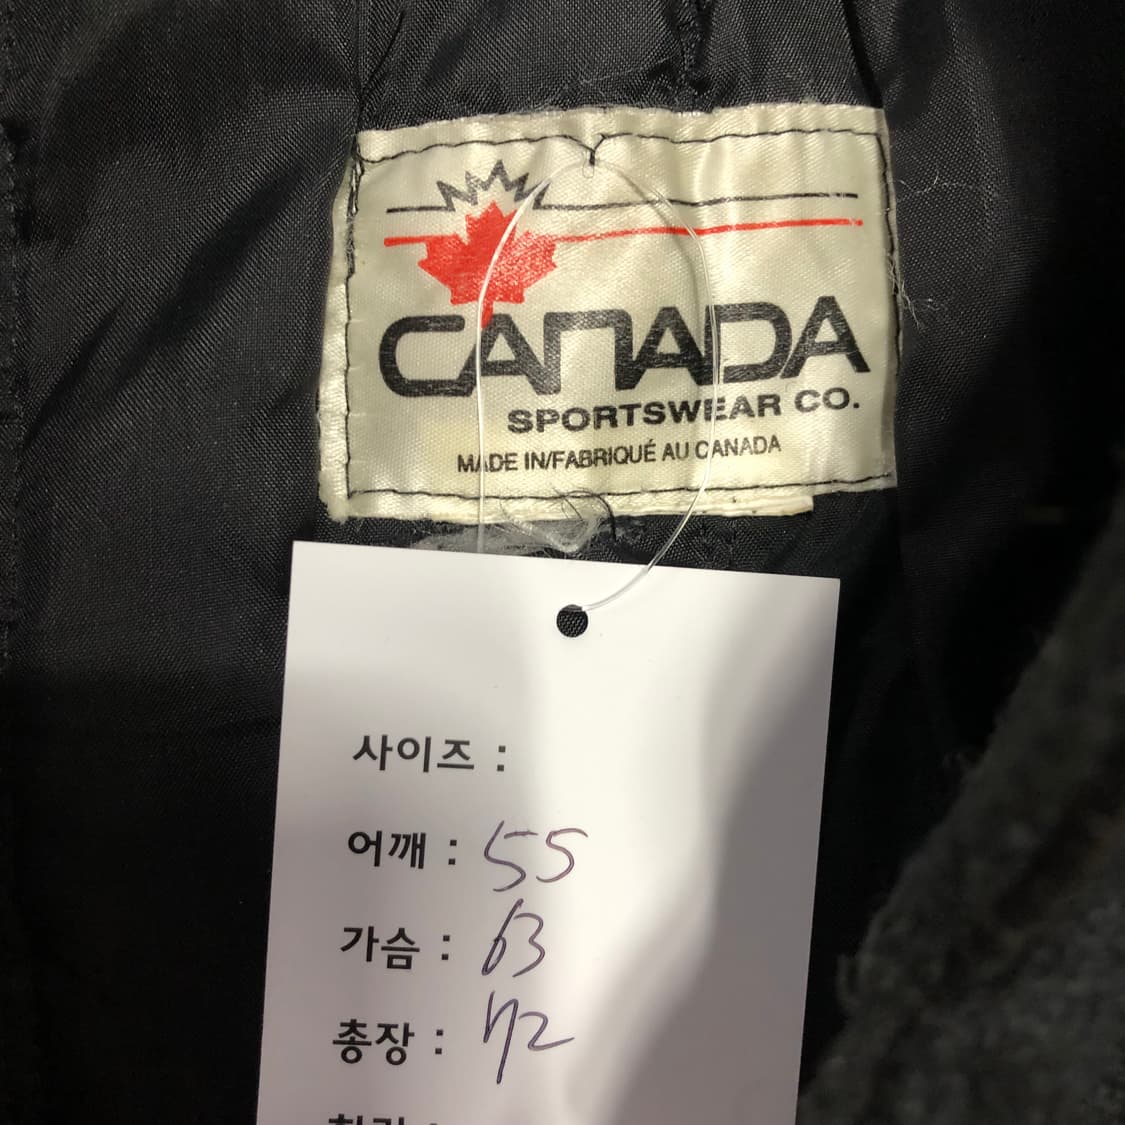 CANADA
SPORTSWEAR CO.
MADE IN/FABRIQUÉ AU CANADA
사이즈 :
어깨 : 55
가슴 : 63
총장 : 72